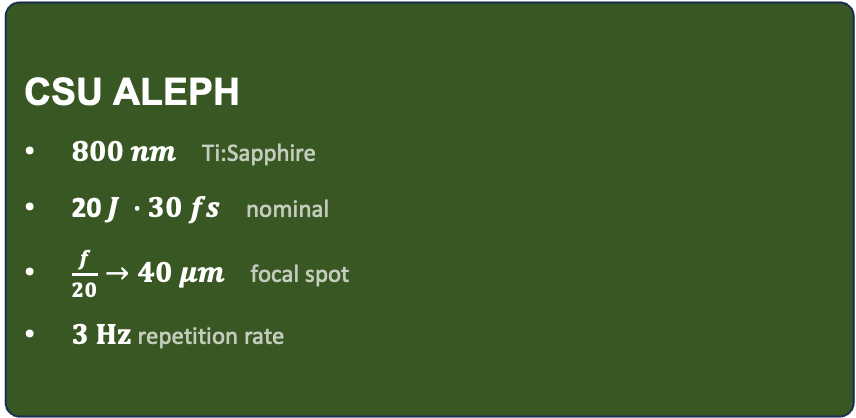 CSU ALEPH
• 800 nm Ti:Sapphire
• 20 J · 30 fs nominal
• f/20 → 40 μm focal spot
• 3 Hz repetition rate